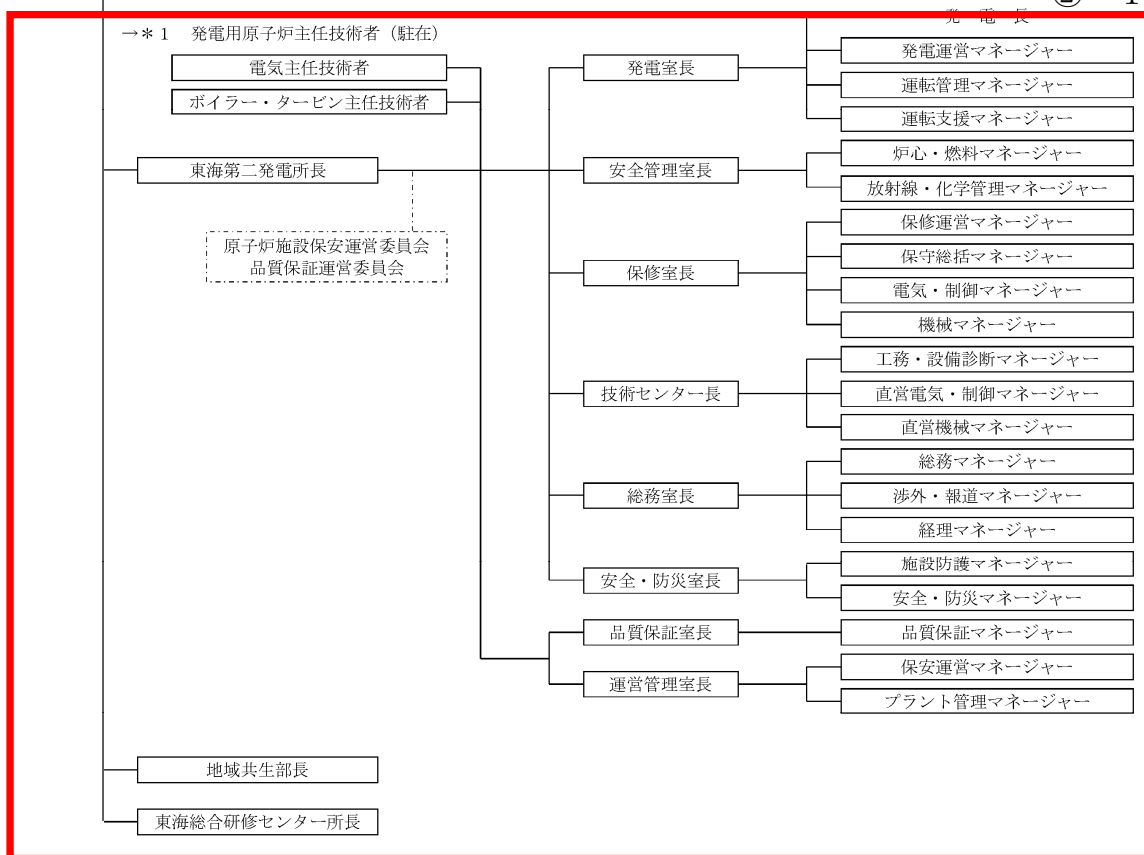 発 電 長
→＊１ 発電用原子炉主任技術者（駐在）
電気主任技術者
ボイラー・タービン主任技術者
東海第二発電所長
原子炉施設保安運営委員会
品質保証運営委員会
発電室長
発電運営マネージャー
運転管理マネージャー
運転支援マネージャー
安全管理室長
炉心・燃料マネージャー
放射線・化学管理マネージャー
保修室長
保修運営マネージャー
保守総括マネージャー
電気・制御マネージャー
機械マネージャー
技術センター長
工務・設備診断マネージャー
直営電気・制御マネージャー
直営機械マネージャー
総務室長
総務マネージャー
渉外・報道マネージャー
経理マネージャー
安全・防災室長
施設防護マネージャー
安全・防災マネージャー
品質保証室長
品質保証マネージャー
運営管理室長
保安運営マネージャー
プラント管理マネージャー
地域共生部長
東海総合研修センター所長